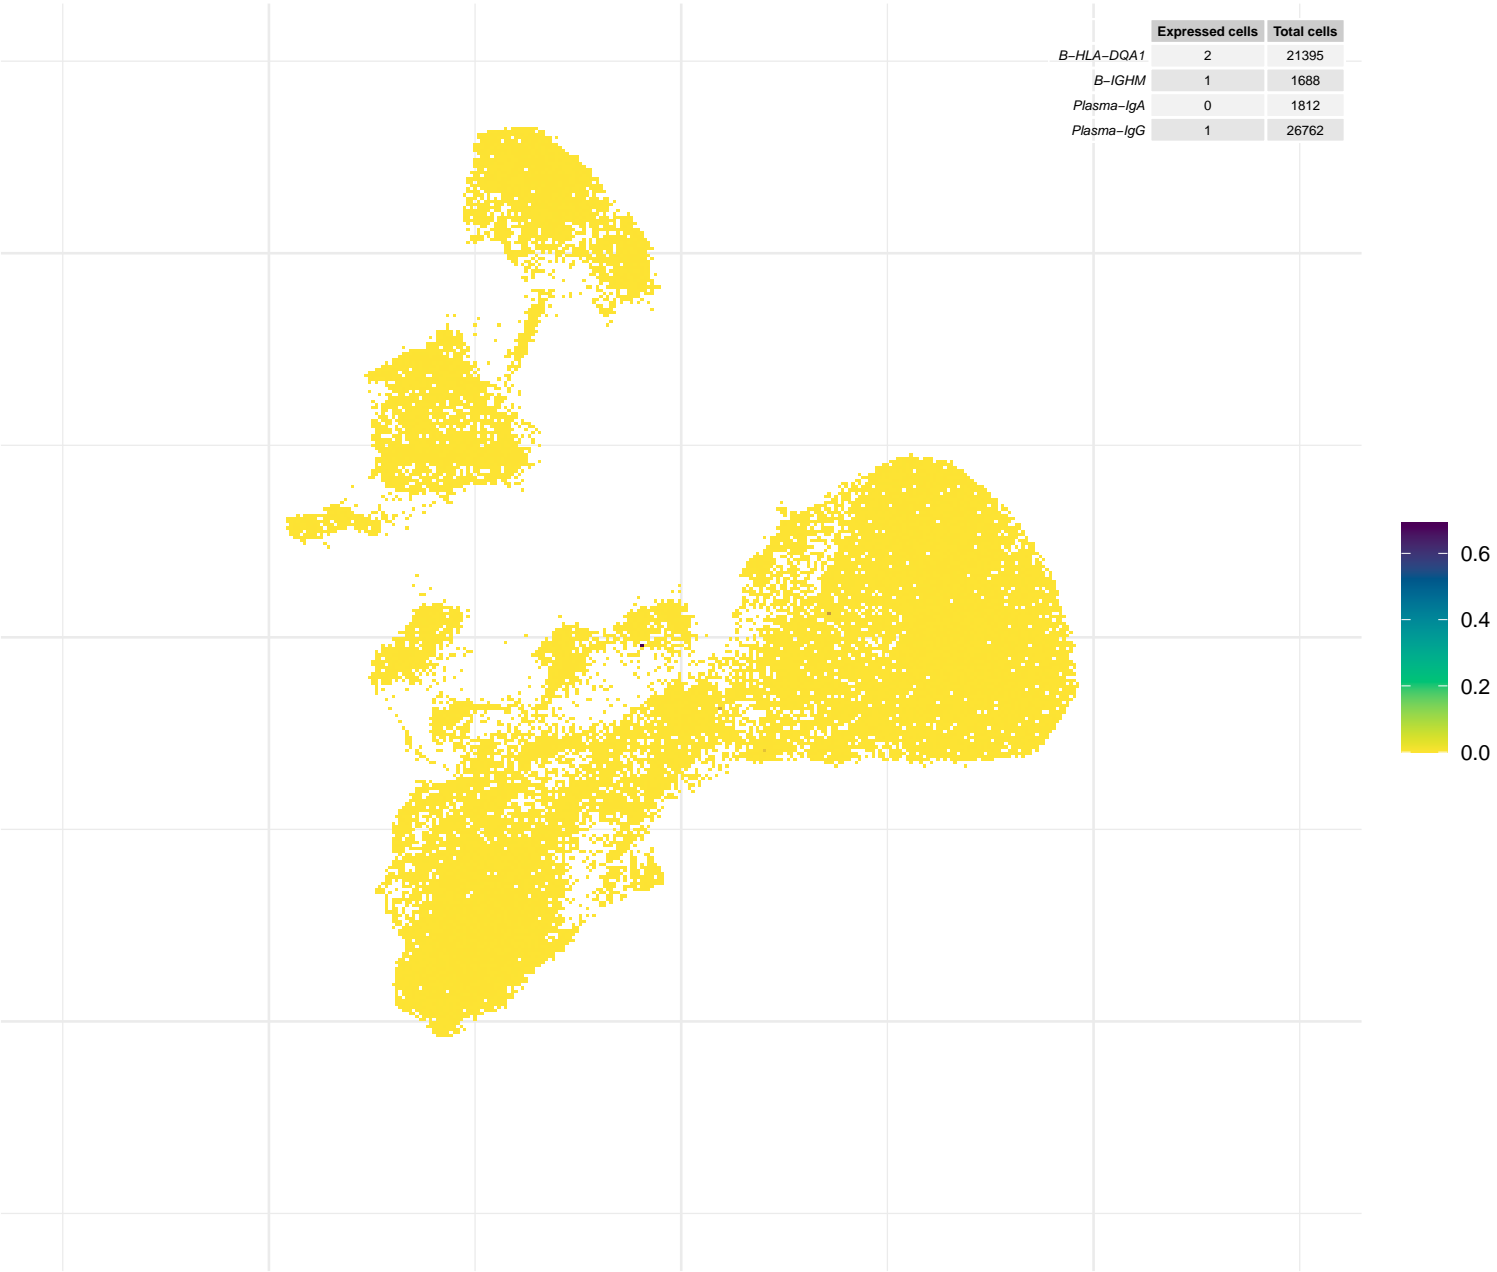 Expressed cells Total cells
B−HLA−DQA1 2 21395
B−IGHM 1 1688
Plasma−IgA 0 1812
Plasma−IgG 1 26762
0.6
0.4
0.2
0.0